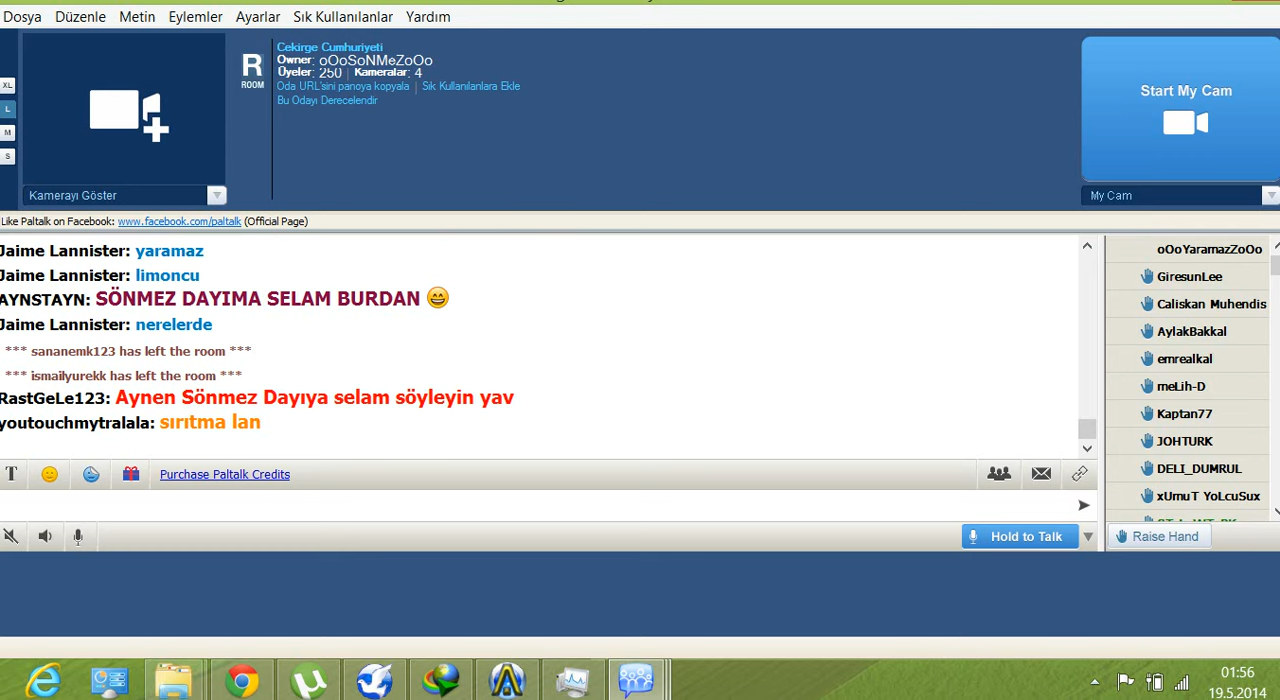 Dosya Düzenle Metin Eylemler Ayarlar Sık Kullanılanlar Yardım
XL
L
M
S
R
ROOM
Cekirge Cumhuriyeti
Owner: oOoSoNMeZoOo
Üyeler: 250 | Kameralar: 4
Oda URL'sini panoya kopyala | Sık Kullanılanlara Ekle
Bu Odayı Derecelendir
Start My Cam
Kamerayı Göster
My Cam
Like Paltalk on Facebook: www.facebook.com/paltalk (Official Page)
Jaime Lannister: yaramaz
Jaime Lannister: limoncu
AYNSTAYN: SÖNMEZ DAYIMA SELAM BURDAN
Jaime Lannister: nerelerde
*** sananemk123 has left the room ***
*** ismailyurekk has left the room ***
RastGeLe123: Aynen Sönmez Dayıya selam söyleyin yav
youtouchmytralala: sırıtma lan
oOoYaramazZoOo
GiresunLee
Caliskan Muhendis
AylakBakkal
emrealkal
meLih-D
Kaptan77
JOHTURK
DELI_DUMRUL
xUmuT YoLcuSux
T
Purchase Paltalk Credits
Hold to Talk
Raise Hand
01:56
19.5.2014